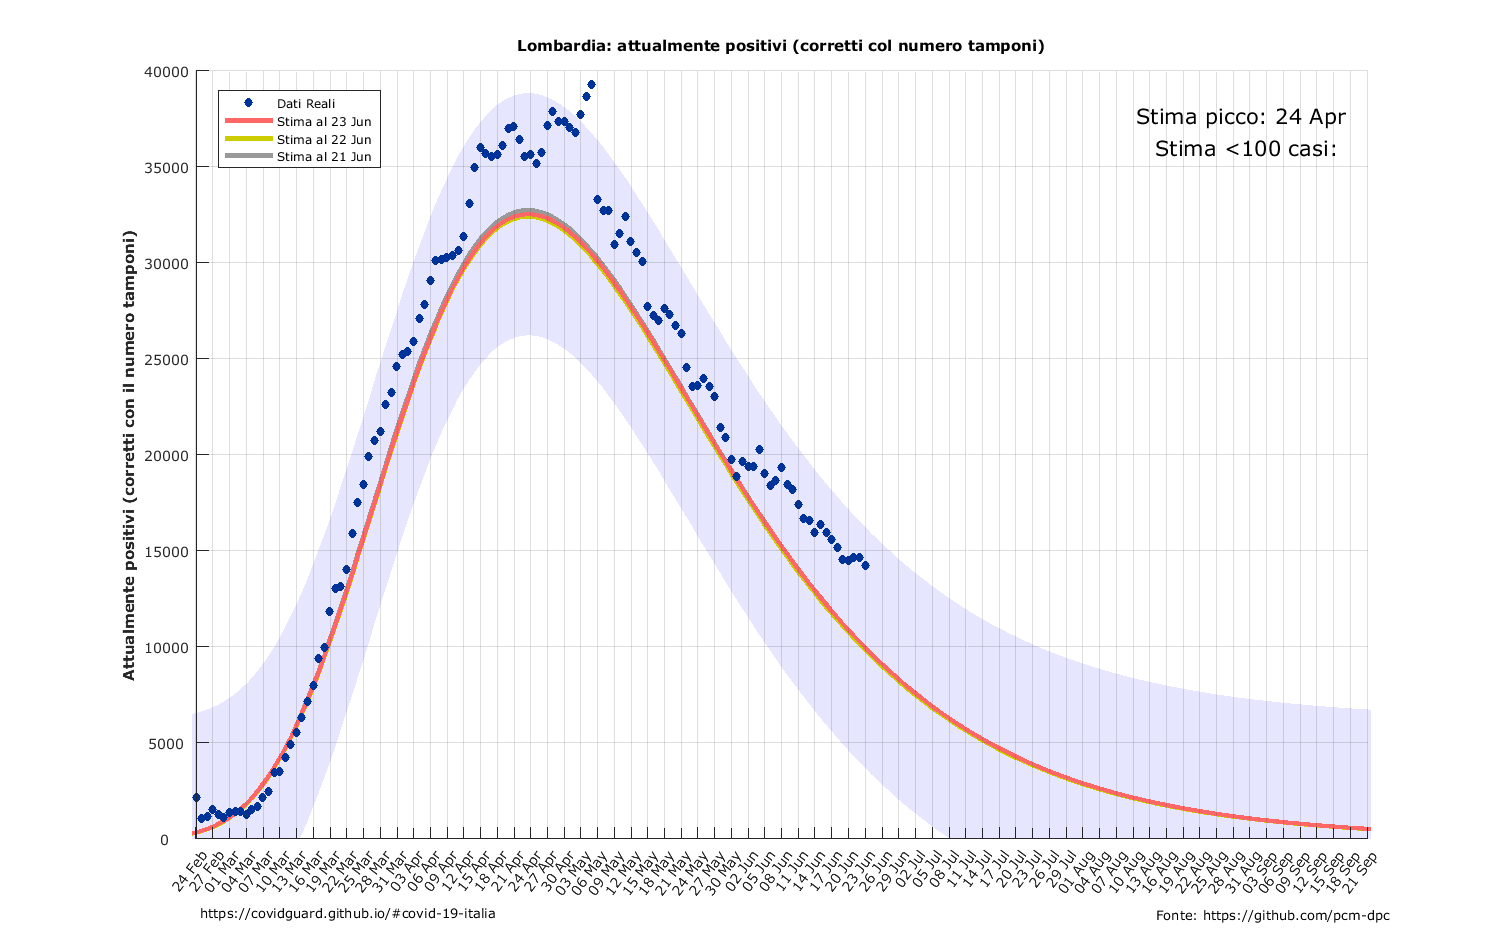 Lombardia: attualmente positivi (corretti col numero tamponi)
Attualmente positivi (corretti con il numero tamponi)
40000
35000
30000
25000
20000
15000
10000
5000
0
Dati Reali
Stima al 23 Jun
Stima al 22 Jun
Stima al 21 Jun
Stima picco: 24 Apr
Stima <100 casi:
24 Feb
27 Feb
01 Mar
04 Mar
07 Mar
10 Mar
13 Mar
16 Mar
19 Mar
22 Mar
25 Mar
28 Mar
31 Mar
03 Apr
06 Apr
09 Apr
12 Apr
15 Apr
18 Apr
21 Apr
24 Apr
27 Apr
30 Apr
03 May
06 May
09 May
12 May
15 May
18 May
21 May
24 May
27 May
30 May
02 Jun
05 Jun
08 Jun
11 Jun
14 Jun
17 Jun
20 Jun
23 Jun
26 Jun
29 Jun
02 Jul
05 Jul
08 Jul
11 Jul
14 Jul
17 Jul
20 Jul
23 Jul
26 Jul
29 Jul
01 Aug
04 Aug
07 Aug
10 Aug
13 Aug
16 Aug
19 Aug
22 Aug
25 Aug
28 Aug
31 Aug
03 Sep
06 Sep
09 Sep
12 Sep
15 Sep
18 Sep
21 Sep
https://covidguard.github.io/#covid-19-italia
Fonte: https://github.com/pcm-dpc